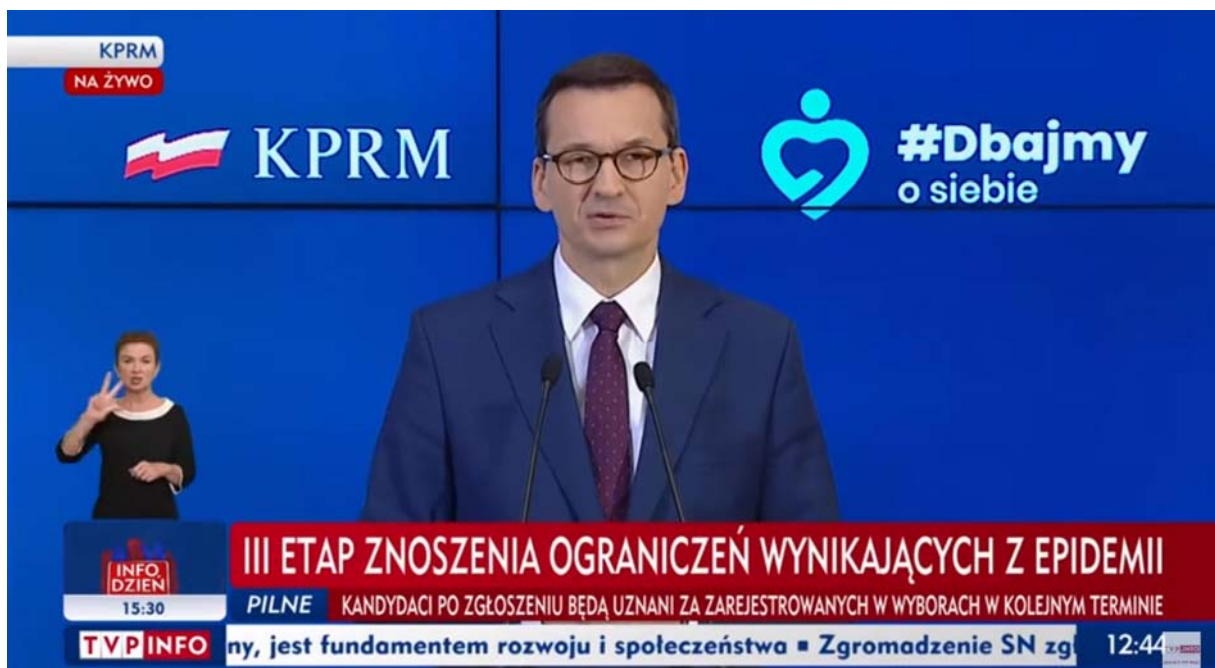 KPRM
NA ŻYWO
KPRM
#Dbajmy
o siebie
III ETAP ZNOSZENIA OGRANICZEŃ WYNIKAJĄCYCH Z EPIDEMII
INFO.
DZIEŃ
15:30
PILNE KANDYDACI PO ZGŁOSZENIU BĘDĄ UZNANI ZA ZAREJESTROWANYCH W WYBORACH W KOLEJNYM TERMINIE
TVP INFO ny, jest fundamentem rozwoju i społeczeństwa ▪ Zgromadzenie SN zgł 12:44